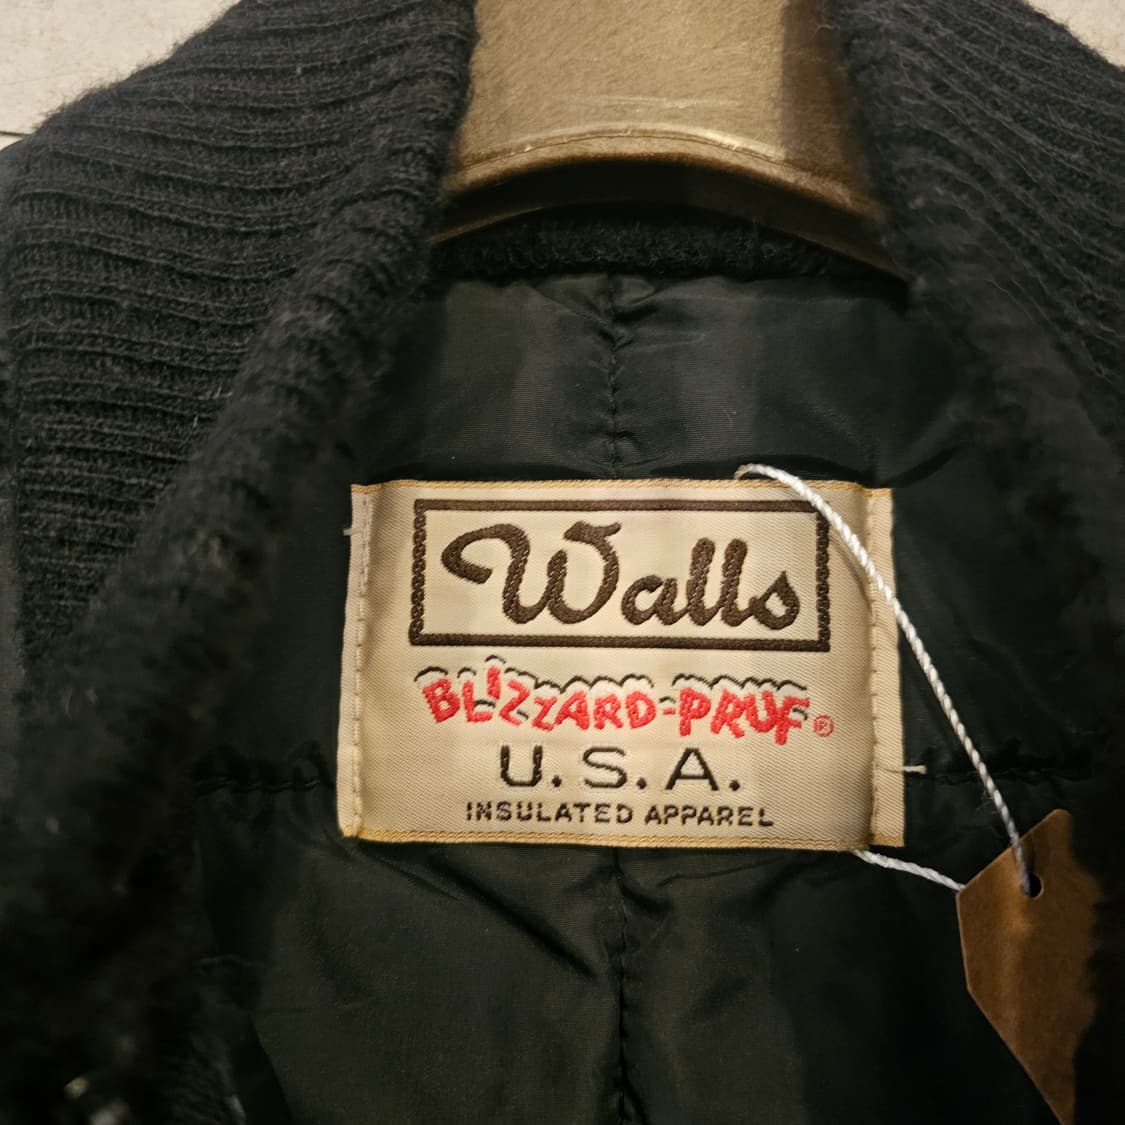 Walls
BLIZZARD-PRUF®
U.S.A.
INSULATED APPAREL